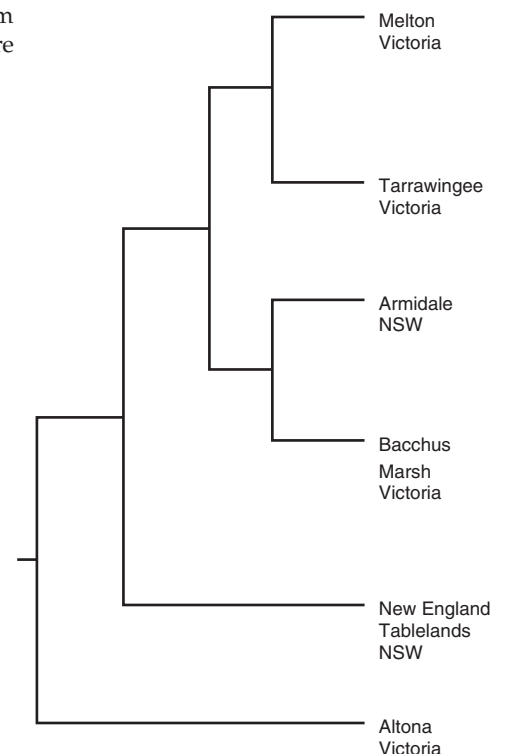 m
re
Melton
Victoria
Tarrawingee
Victoria
Armidale
NSW
Bacchus
Marsh
Victoria
New England
Tablelands
NSW
Altona
Victoria